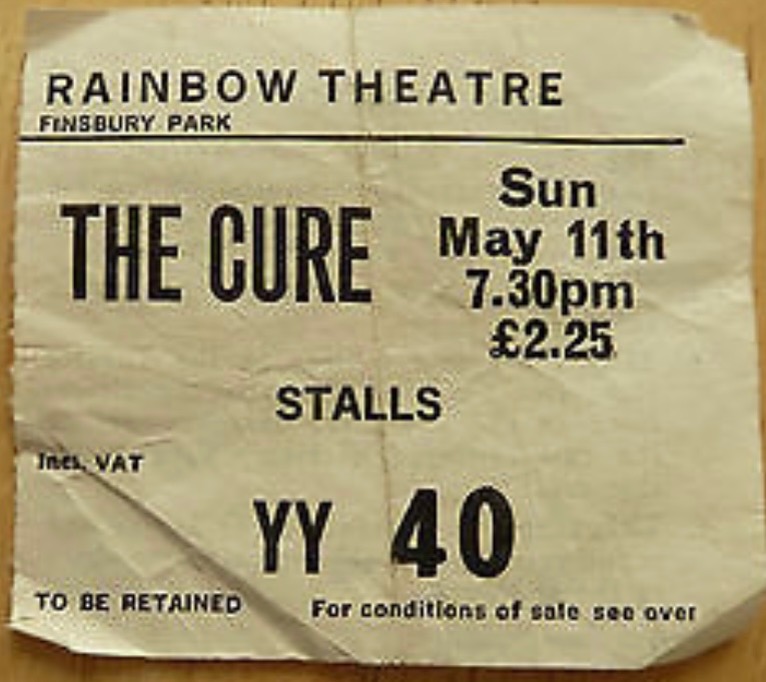 RAINBOW THEATRE
FINSBURY PARK
THE CURE
Sun
May 11th
7.30pm
£2.25
STALLS
Incl. VAT
YY 40
TO BE RETAINED For conditions of sale see over